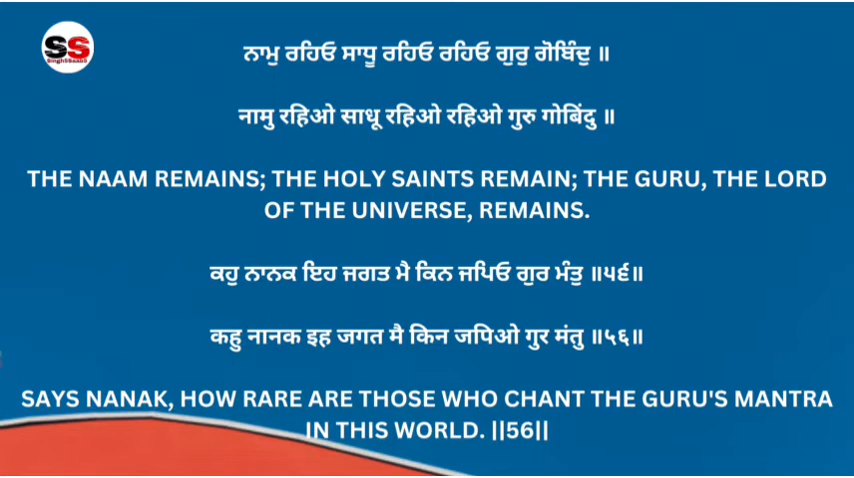 SS
SinghSaabS
ਨਾਮੁ ਰਹਿਓ ਸਾਧੂ ਰਹਿਓ ਰਹਿਓ ਗੁਰੁ ਗੋਬਿੰਦੁ ॥
नामु रहिओ साधू रहिओ रहिओ गुरु गोबिंदु ॥
THE NAAM REMAINS; THE HOLY SAINTS REMAIN; THE GURU, THE LORD
OF THE UNIVERSE, REMAINS.
ਕਹੁ ਨਾਨਕ ਇਹ ਜਗਤ ਮੈ ਕਿਨ ਜਪਿਓ ਗੁਰ ਮੰਤੁ ॥੫੬॥
कहु नानक इह जगत मै किन जपिओ गुर मंतु ॥५६॥
SAYS NANAK, HOW RARE ARE THOSE WHO CHANT THE GURU'S MANTRA
IN THIS WORLD. ||56||